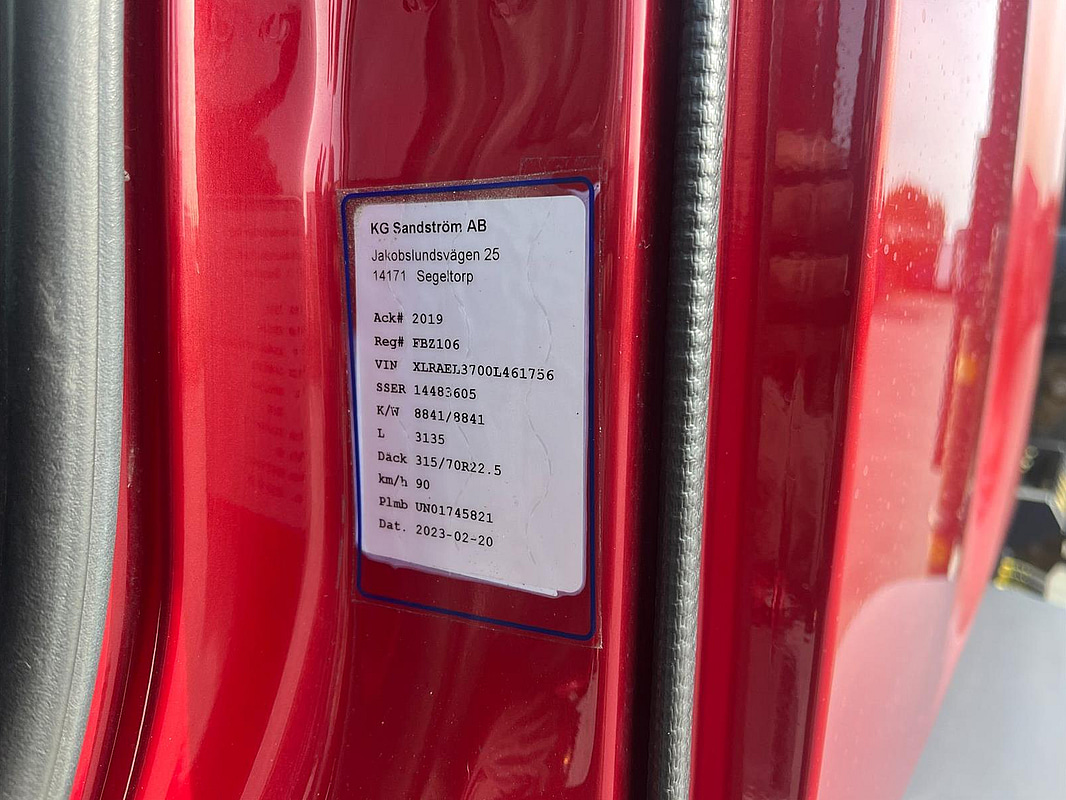 KG Sandström AB
Jakobslundsvägen 25
14171 Segeltorp
Ack# 2019
Reg# FBZ106
VIN XLRAEL3700L461756
SSER 14483605
K/W 8841/8841
L 3135
Däck 315/70R22.5
km/h 90
Plmb UN01745821
Dat. 2023-02-20